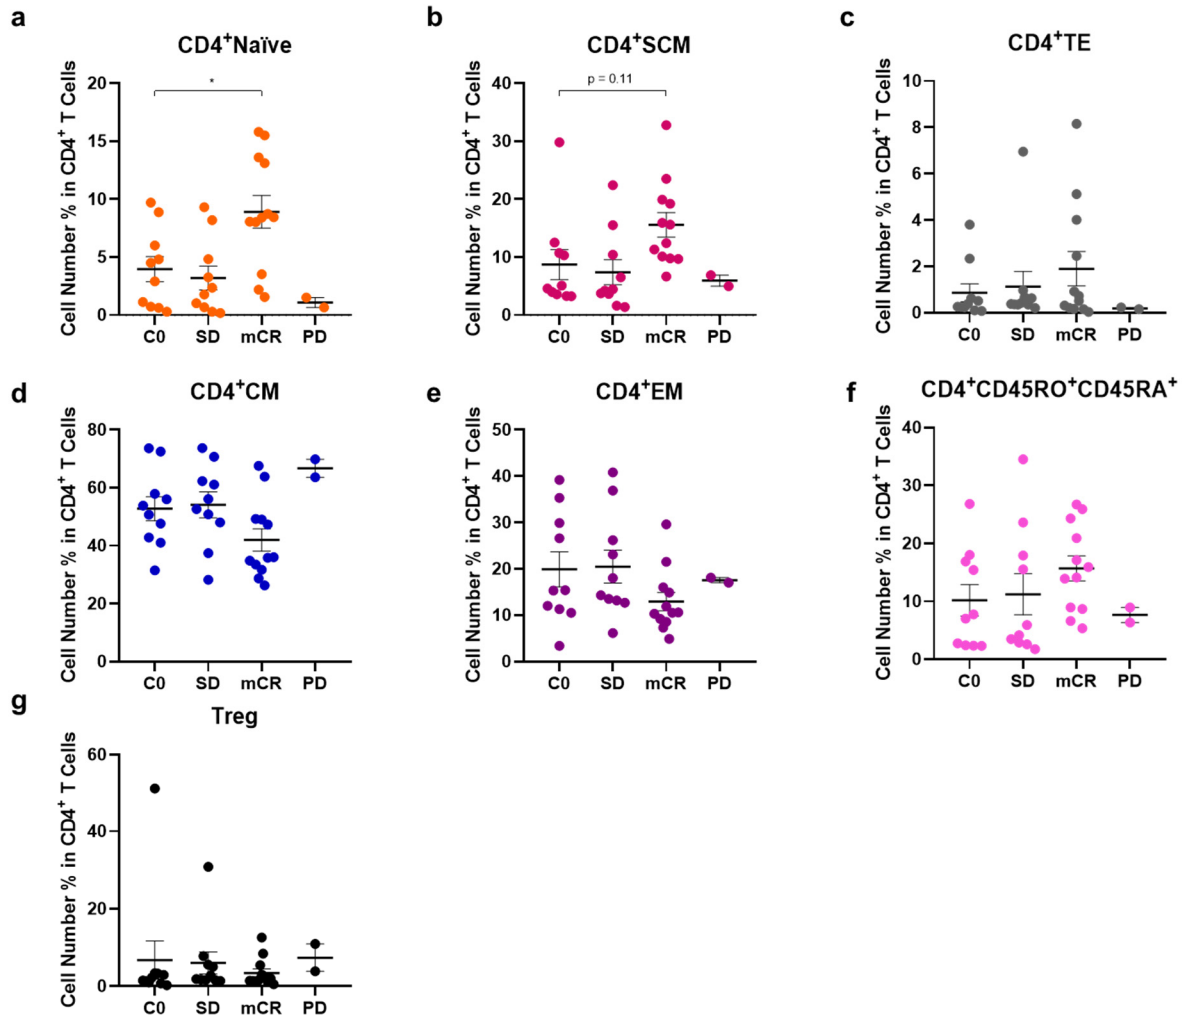 a
CD4+Naïve
Cell Number % in CD4+ T Cells
20
15
10
5
0
*
C0 SD mCR PD
b
CD4+SCM
Cell Number % in CD4+ T Cells
40
30
20
10
0
p = 0.11
C0 SD mCR PD
c
CD4+TE
Cell Number % in CD4+ T Cells
10
8
6
4
2
0
C0 SD mCR PD
d
CD4+CM
Cell Number % in CD4+ T Cells
80
60
40
20
0
C0 SD mCR PD
e
CD4+EM
Cell Number % in CD4+ T Cells
50
40
30
20
10
0
C0 SD mCR PD
f
CD4+CD45RO+CD45RA+
Cell Number % in CD4+ T Cells
40
30
20
10
0
C0 SD mCR PD
g
Treg
Cell Number % in CD4+ T Cells
60
40
20
0
C0 SD mCR PD